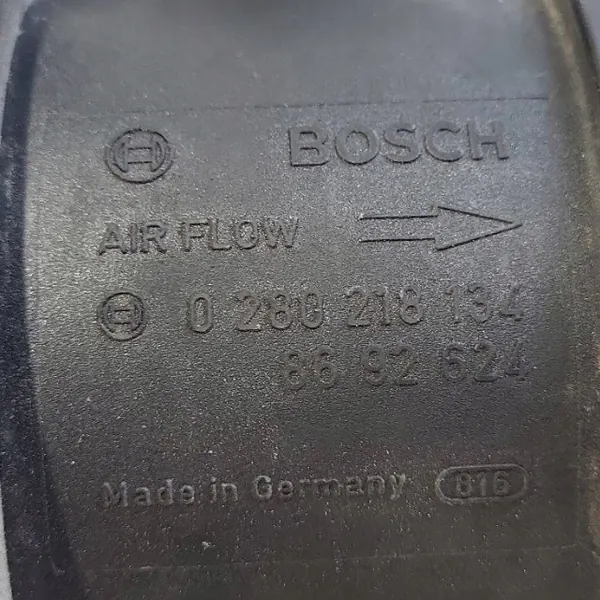 BOSCH
AIR FLOW
0 280 218 134
86 92 624
Made in Germany 816